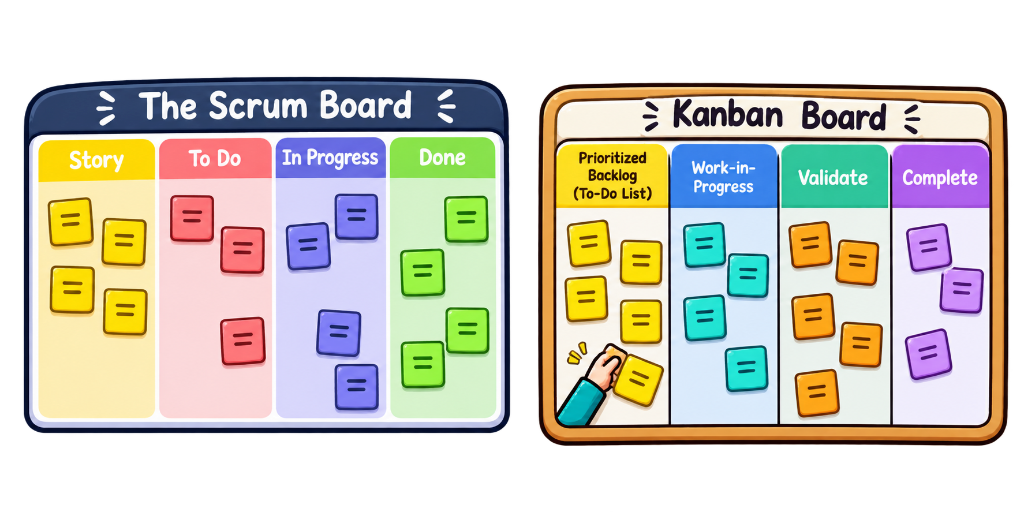 The Scrum Board
Story
To Do
In Progress
Done
Kanban Board
Prioritized
Backlog
(To-Do List)
Work-in-
Progress
Validate
Complete